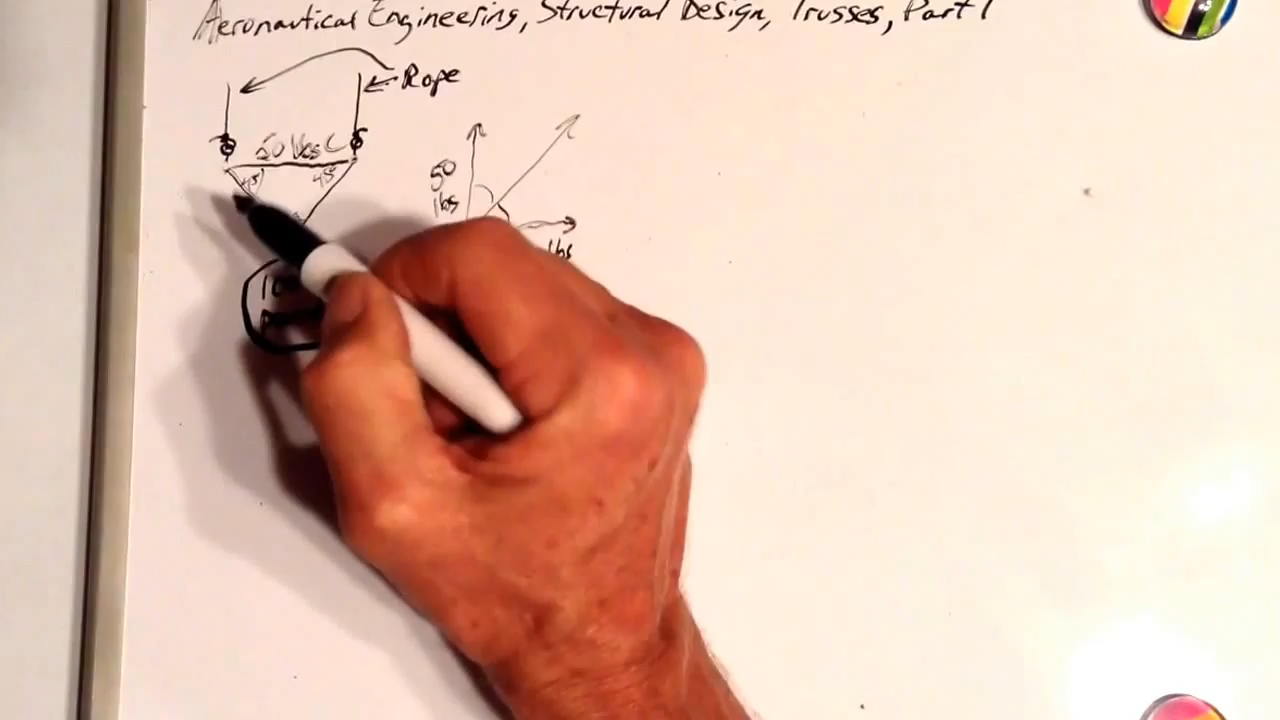 Aeronautical Engineering, Structural Design, Trusses, Part 1
Rope
50 lbs C
45
45
50
lbs
lbs